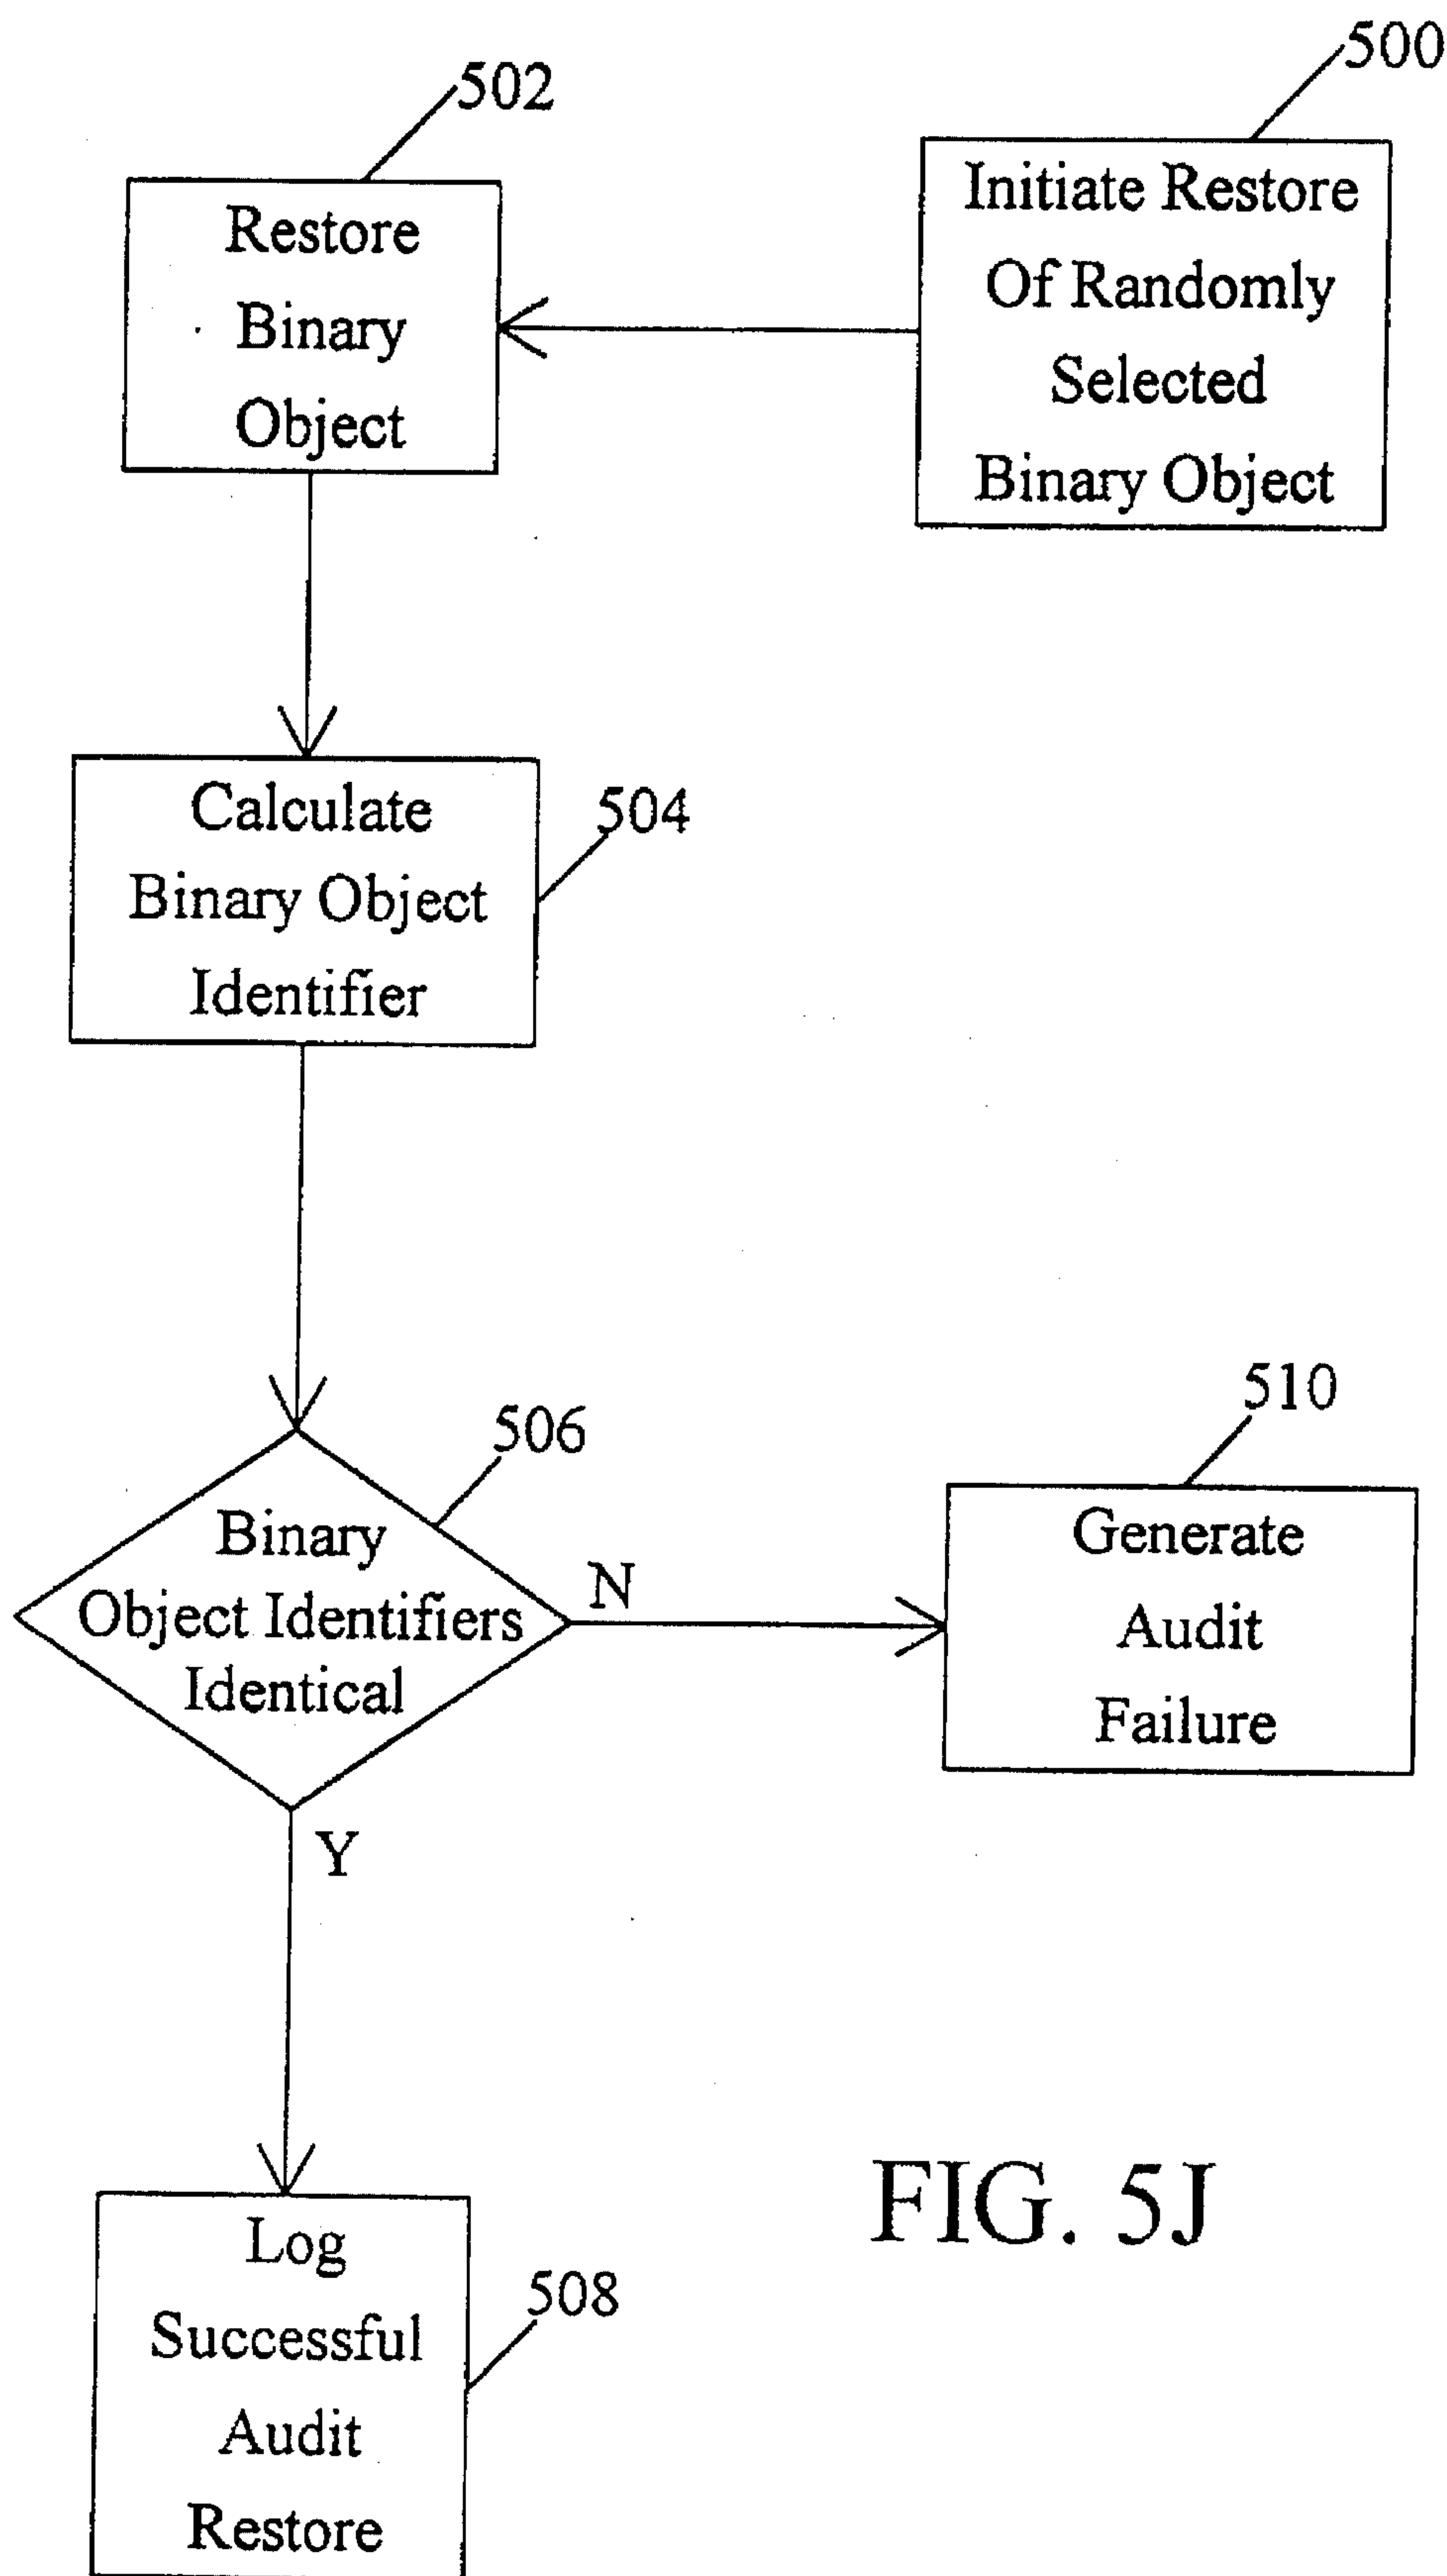 500
Initiate Restore
Of Randomly
Selected
Binary Object
502
Restore
Binary
Object
Calculate
Binary Object
Identifier
504
506
Binary
Object Identifiers
Identical
N
Y
510
Generate
Audit
Failure
Log
Successful
Audit
Restore
508
FIG. 5J